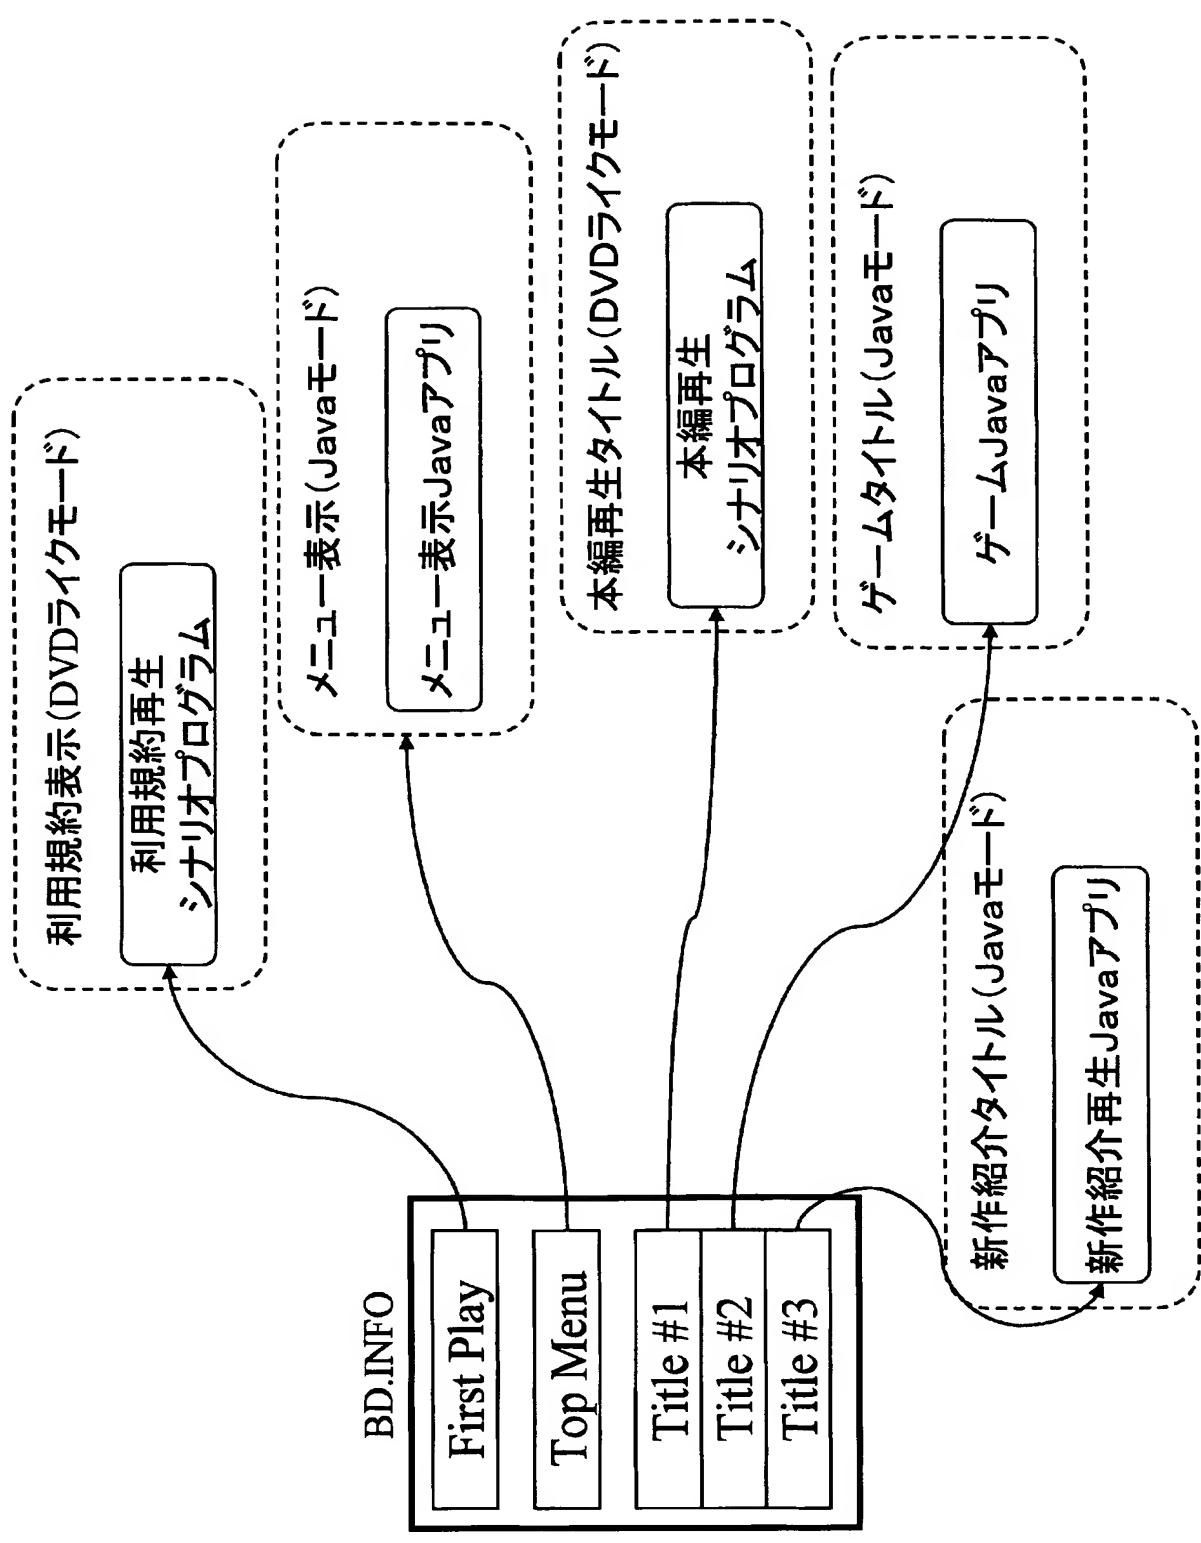 BD.INFO
First Play
Top Menu
Title #1
Title #2
Title #3
利用規約表示(DVDライクモード)
利用規約再生
シナリオプログラム
メニュー表示(Javaモード)
メニュー表示Javaアプリ
本編再生タイトル(DVDライクモード)
本編再生
シナリオプログラム
ゲームタイトル(Javaモード)
ゲームJavaアプリ
新作紹介タイトル(Javaモード)
新作紹介再生Javaアプリ